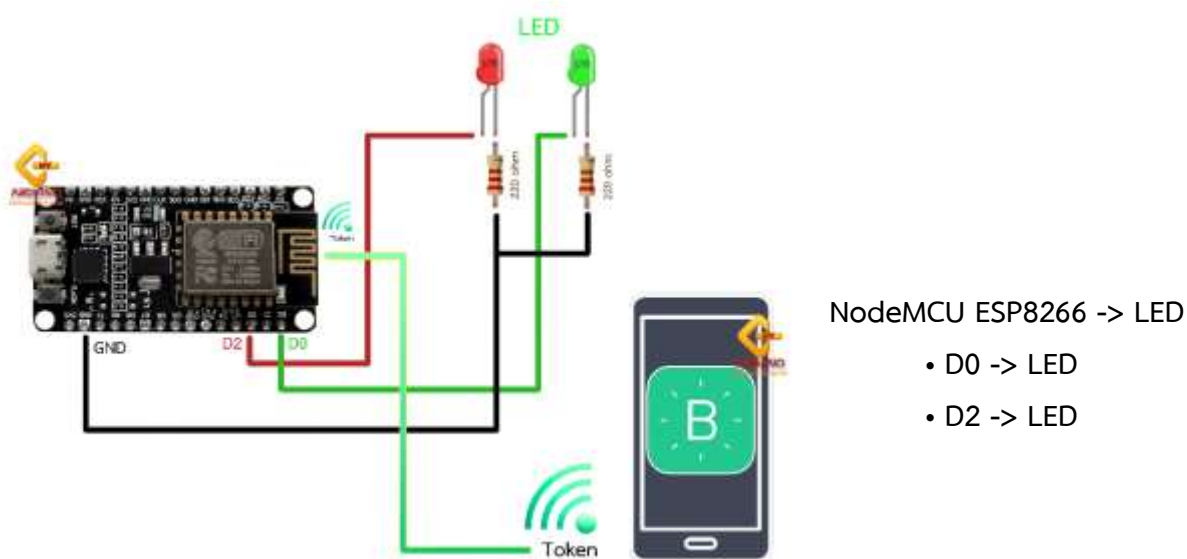 LED
220 ohm
220 ohm
Token
GND
D2
D0
B
Token
NodeMCU ESP8266 -> LED
• D0 -> LED
• D2 -> LED